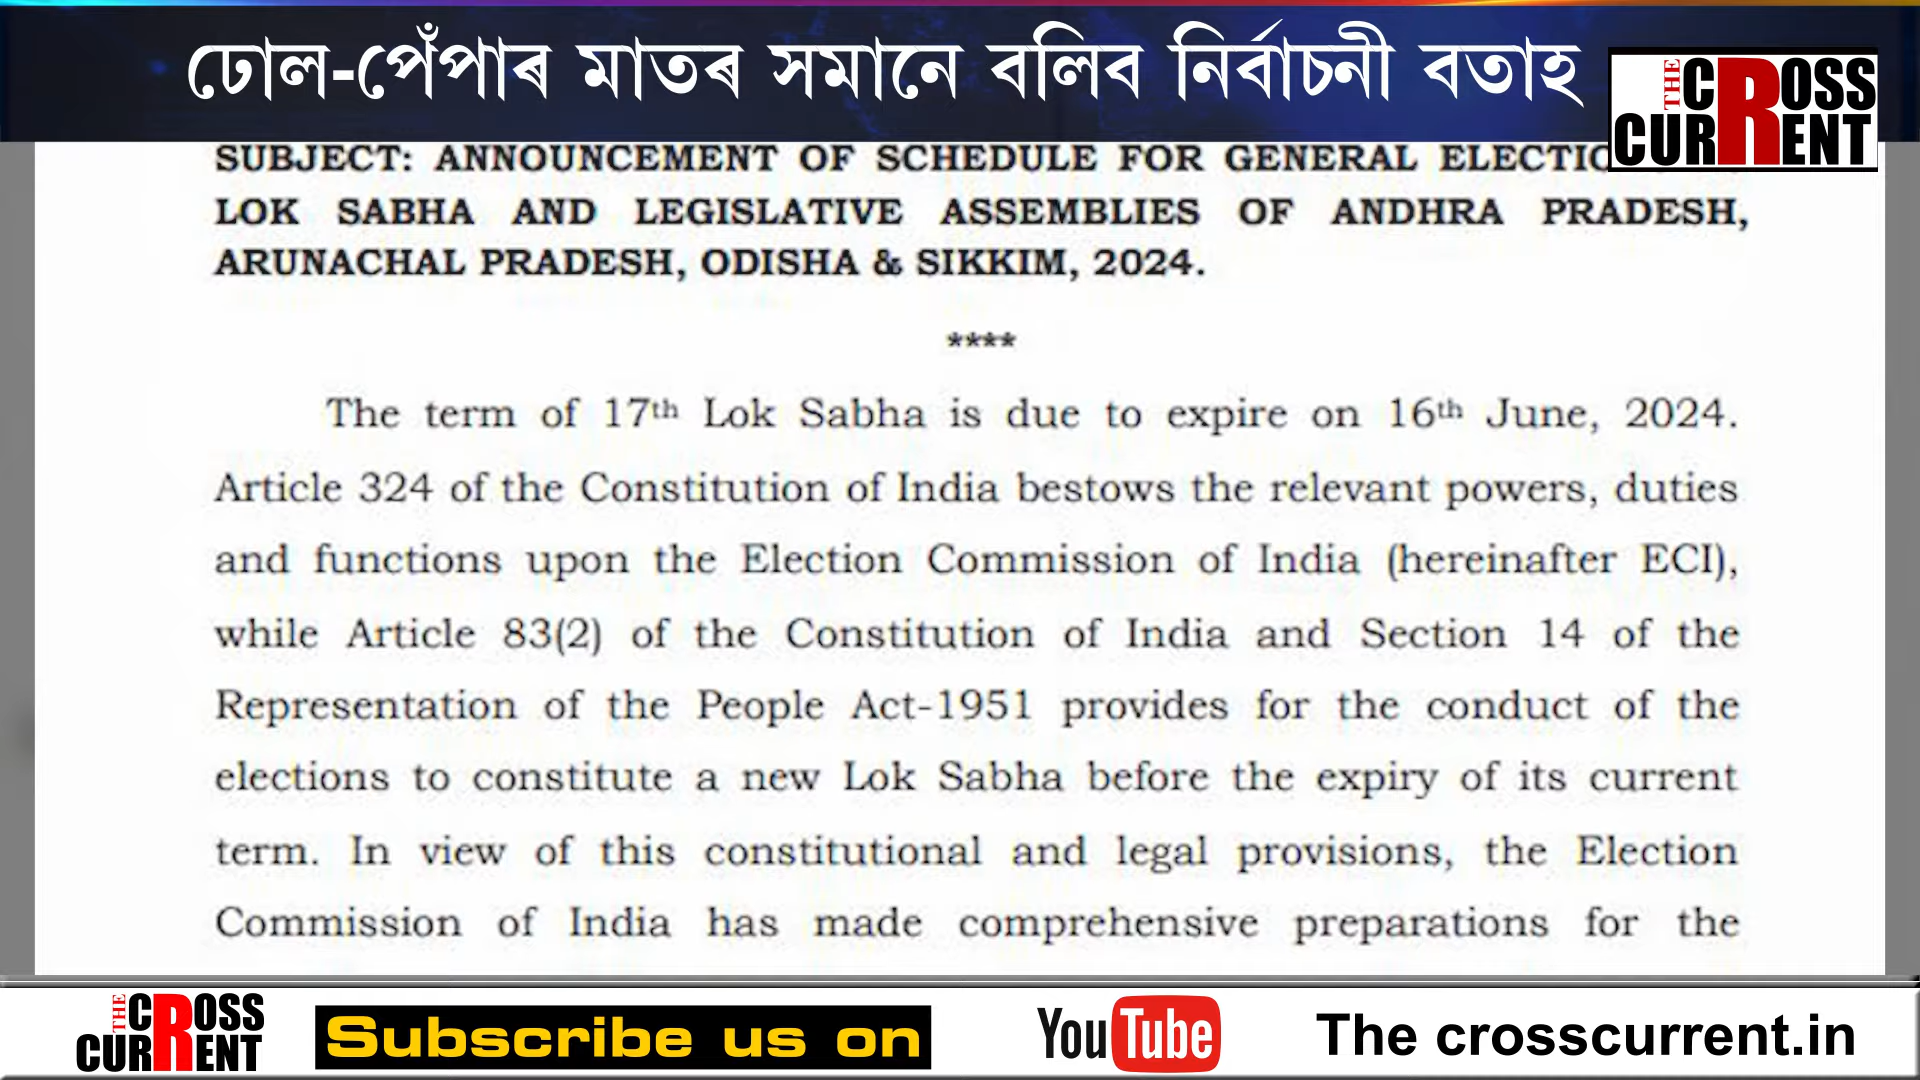 ঢোল-পেঁপাৰ মাতৰ সমানে বলিব নিৰ্বাচনী বতাহ
THE CROSS CURRENT
SUBJECT: ANNOUNCEMENT OF SCHEDULE FOR GENERAL
LOK SABHA AND LEGISLATIVE ASSEMBLIES OF ANDHRA PRADESH,
ARUNACHAL PRADESH, ODISHA & SIKKIM, 2024.
****
The term of 17th Lok Sabha is due to expire on 16th June, 2024.
Article 324 of the Constitution of India bestows the relevant powers, duties
and functions upon the Election Commission of India (hereinafter ECI),
while Article 83(2) of the Constitution of India and Section 14 of the
Representation of the People Act-1951 provides for the conduct of the
elections to constitute a new Lok Sabha before the expiry of its current
term. In view of this constitutional and legal provisions, the Election
Commission of India has made comprehensive preparations for the
THE CROSS CURRENT
Subscribe us on
YouTube
The crosscurrent.in